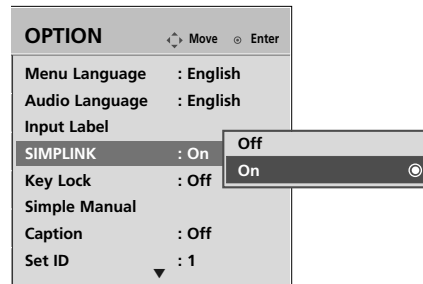 OPTION Move Enter
Menu Language : English
Audio Language : English
Input Label
SIMPLINK : On
Off
On
Key Lock : Off
Simple Manual
Caption : Off
Set ID : 1